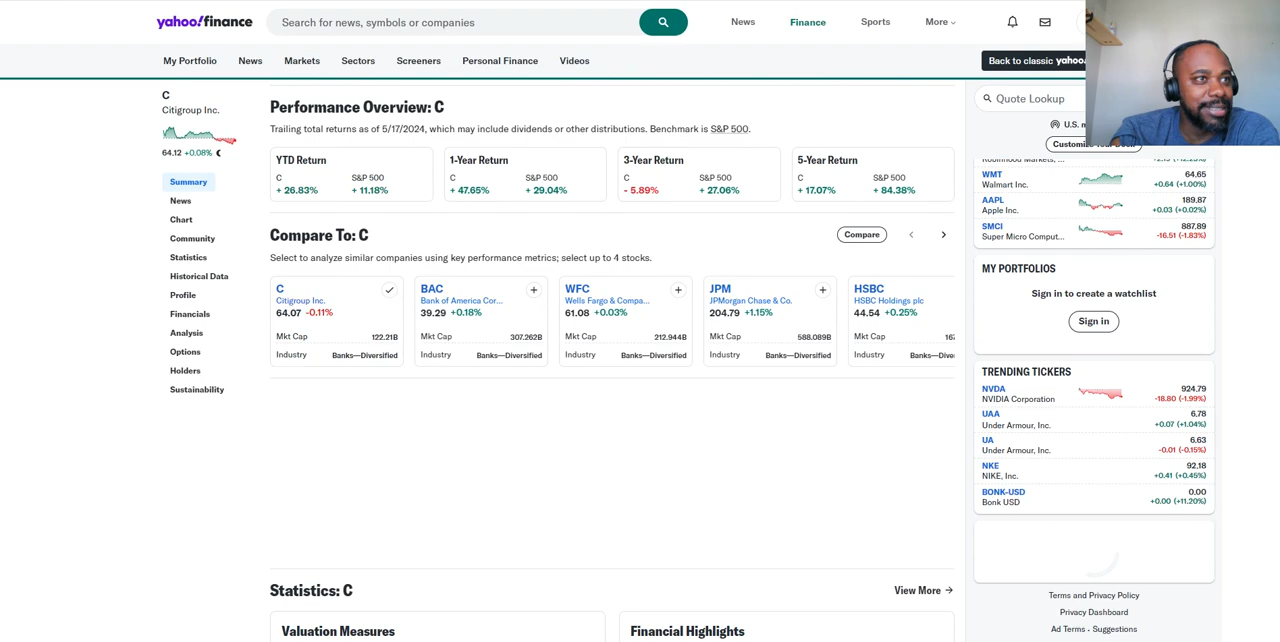 yahoo!finance
Search for news, symbols or companies
News Finance Sports More
My Portfolio News Markets Sectors Screeners Personal Finance Videos
Back to classic yahoo
C
Citigroup Inc.
64.12 +0.08%
Summary
News
Chart
Community
Statistics
Historical Data
Profile
Financials
Analysis
Options
Holders
Sustainability
Performance Overview: C
Trailing total returns as of 5/17/2024, which may include dividends or other distributions. Benchmark is S&P 500.
YTD Return
C S&P 500
+ 26.83% + 11.18%
1-Year Return
C S&P 500
+ 47.65% + 29.04%
3-Year Return
C S&P 500
- 5.89% + 27.06%
5-Year Return
C S&P 500
+ 17.07% + 84.38%
Compare To: C
Compare
Select to analyze similar companies using key performance metrics; select up to 4 stocks.
C
Citigroup Inc.
64.07 -0.11%
Mkt Cap 122.21B
Industry Banks—Diversified
BAC
Bank of America Cor...
39.29 +0.18%
Mkt Cap 307.262B
Industry Banks—Diversified
WFC
Wells Fargo & Compa...
61.08 +0.03%
Mkt Cap 212.944B
Industry Banks—Diversified
JPM
JPMorgan Chase & Co.
204.79 +1.15%
Mkt Cap 588.089B
Industry Banks—Diversified
HSBC
HSBC Holdings plc
44.54 +0.25%
Mkt Cap 167
Industry Banks—Diver
Statistics: C
View More
Valuation Measures
Financial Highlights
Quote Lookup
U.S.
Robinhood Markets, ...
WMT 64.65
Walmart Inc. +0.64 (+1.00%)
AAPL 189.87
Apple Inc. +0.03 (+0.02%)
SMCI 887.89
Super Micro Comput... -16.51 (-1.83%)
MY PORTFOLIOS
Sign in to create a watchlist
Sign in
TRENDING TICKERS
NVDA 924.79
NVIDIA Corporation -18.80 (-1.99%)
UAA 6.78
Under Armour, Inc. +0.07 (+1.04%)
UA 6.63
Under Armour, Inc. -0.01 (-0.15%)
NKE 92.18
NIKE, Inc. +0.41 (+0.45%)
BONK-USD 0.00
Bonk USD +0.00 (+11.20%)
Terms and Privacy Policy
Privacy Dashboard
Ad Terms • Suggestions